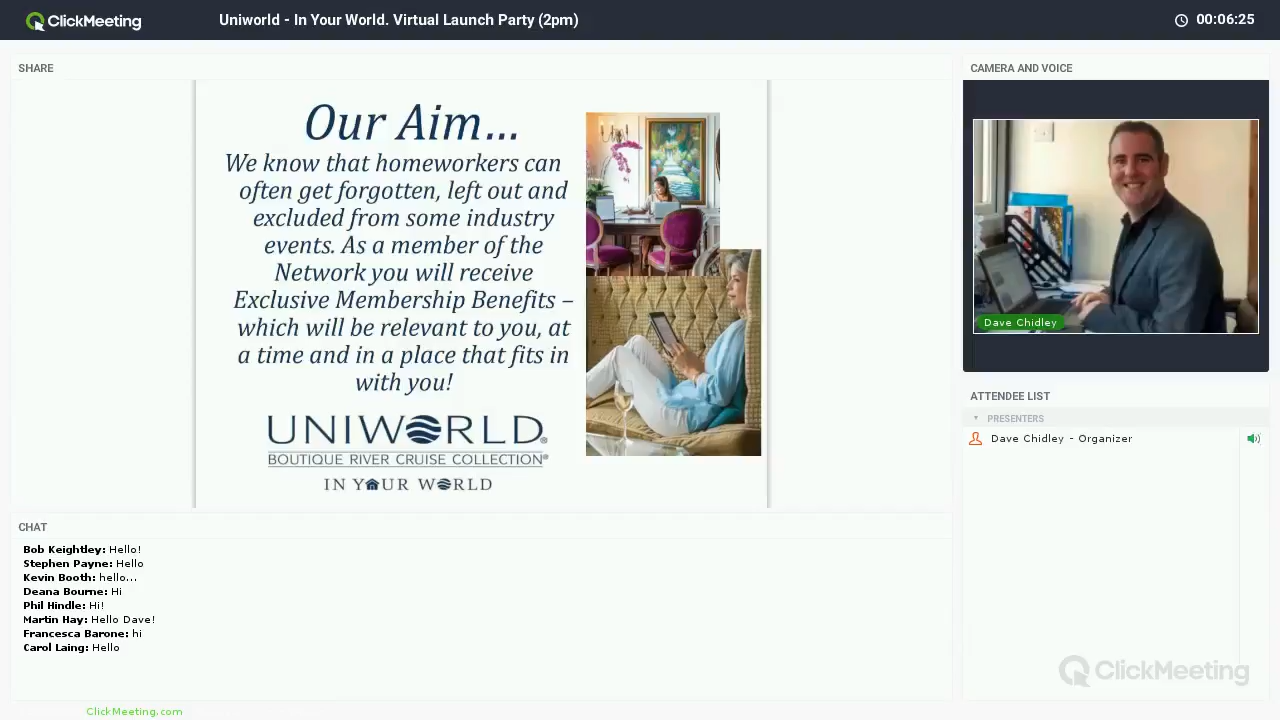 ClickMeeting
Uniworld - In Your World. Virtual Launch Party (2pm)
00:06:25
SHARE
Our Aim...
We know that homeworkers can
often get forgotten, left out and
excluded from some industry
events. As a member of the
Network you will receive
Exclusive Membership Benefits –
which will be relevant to you, at
a time and in a place that fits in
with you!
UNIWORLD®
BOUTIQUE RIVER CRUISE COLLECTION®
IN YOUR WORLD
CAMERA AND VOICE
Dave Chidley
ATTENDEE LIST
PRESENTERS
Dave Chidley - Organizer
CHAT
Bob Keightley: Hello!
Stephen Payne: Hello
Kevin Booth: hello...
Deana Bourne: Hi
Phil Hindle: Hi!
Martin Hay: Hello Dave!
Francesca Barone: hi
Carol Laing: Hello
ClickMeeting
ClickMeeting.com